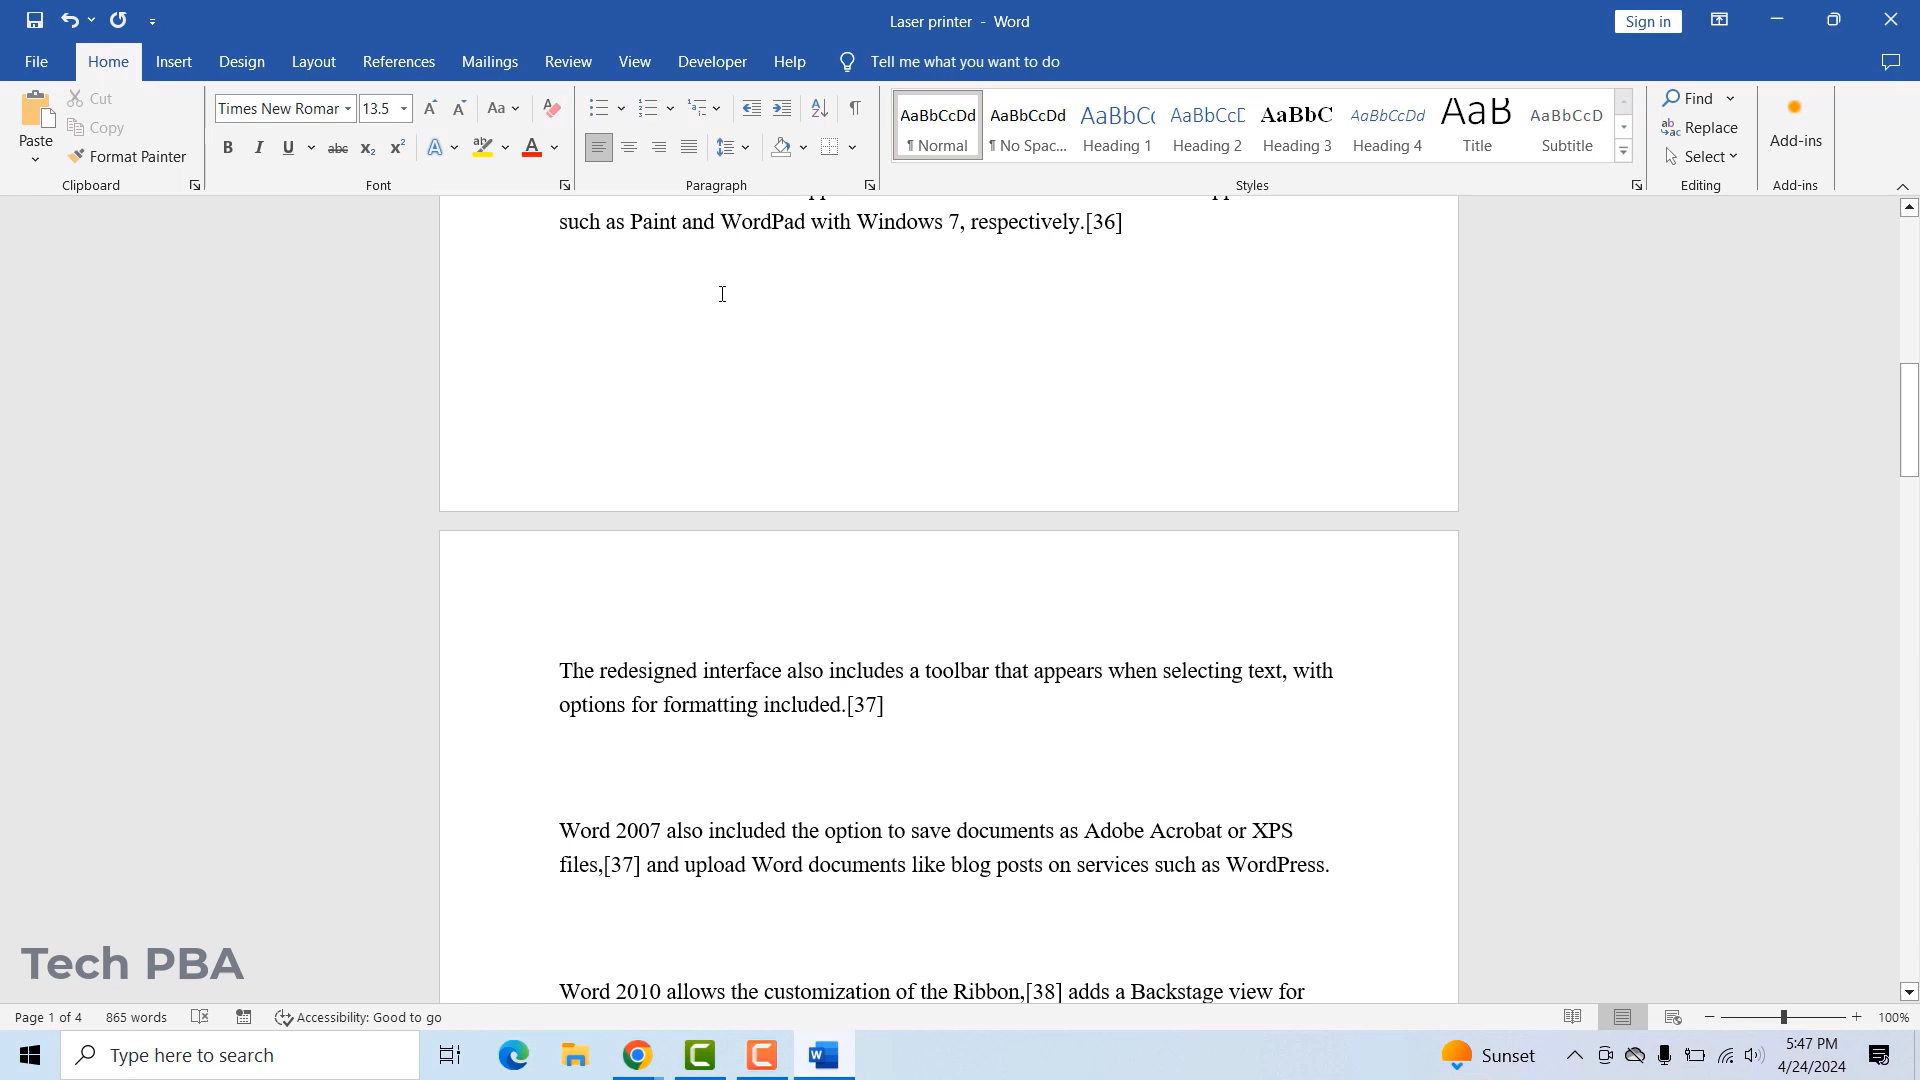 Laser printer - Word
Sign in
File Home Insert Design Layout References Mailings Review View Developer Help Tell me what you want to do
Paste
Cut
Copy
Format Painter
Clipboard
Times New Romar 13.5
Aa
B I U abc x₂ x² A ab A
Font
Paragraph
AaBbCcDd AaBbCcDd AaBbCc AaBbCcD AaBbC AaBbCcDd AaB AaBbCcD
¶ Normal ¶ No Spac... Heading 1 Heading 2 Heading 3 Heading 4 Title Subtitle
Styles
Find
Replace
Select
Editing
Add-ins
Add-ins
such as Paint and WordPad with Windows 7, respectively.[36]
The redesigned interface also includes a toolbar that appears when selecting text, with
options for formatting included.[37]
Word 2007 also included the option to save documents as Adobe Acrobat or XPS
files,[37] and upload Word documents like blog posts on services such as WordPress.
Word 2010 allows the customization of the Ribbon,[38] adds a Backstage view for
Tech PBA
Page 1 of 4 865 words Accessibility: Good to go 100%
Type here to search
Sunset
5:47 PM
4/24/2024